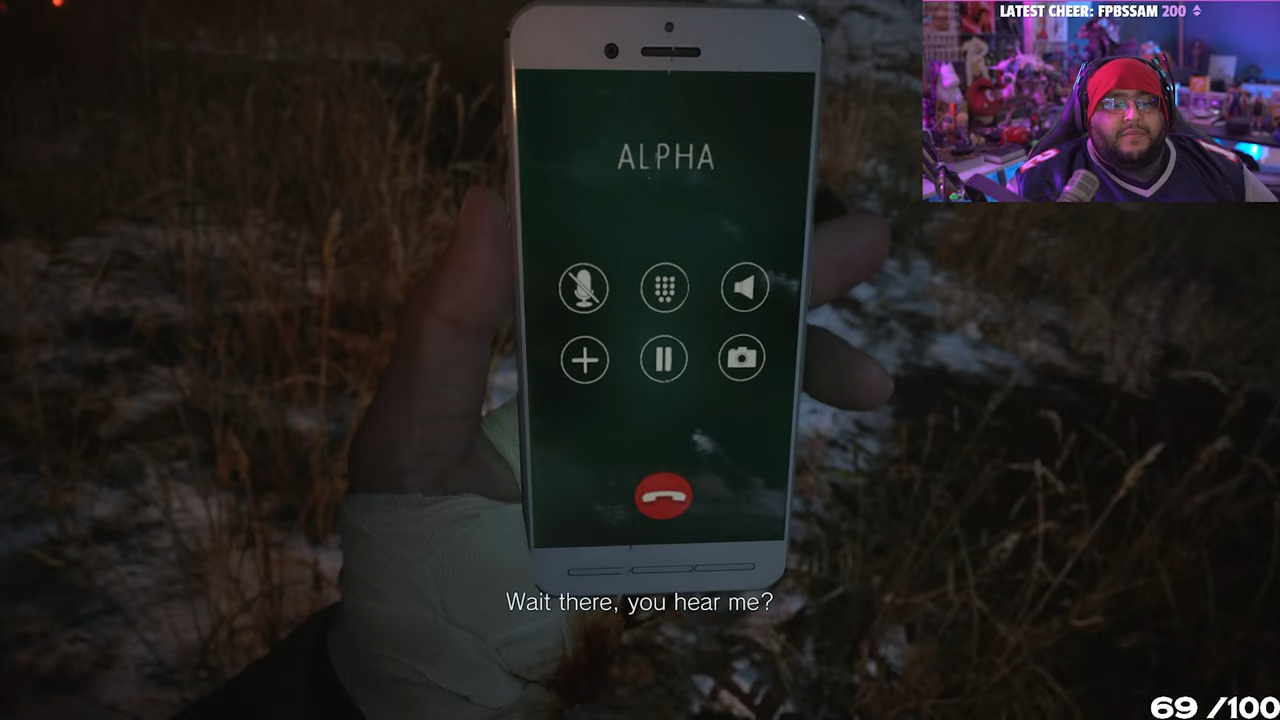 LATEST CHEER: FPBSSAM 200
ALPHA
Wait there, you hear me?
69 /100